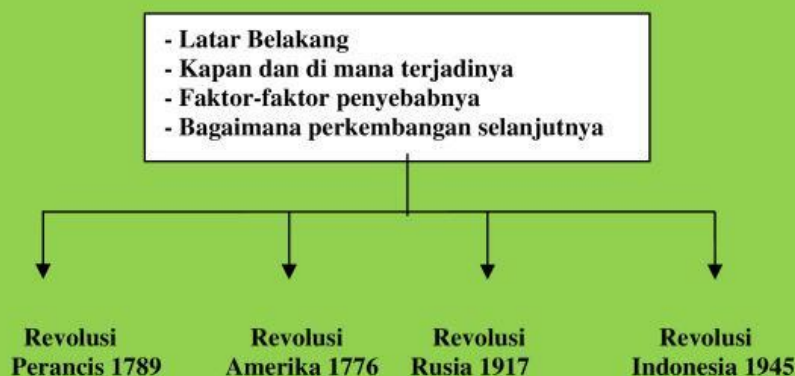 - Latar Belakang
- Kapan dan di mana terjadinya
- Faktor-faktor penyebabnya
- Bagaimana perkembangan selanjutnya
Revolusi
Perancis 1789
Revolusi
Amerika 1776
Revolusi
Rusia 1917
Revolusi
Indonesia 1945